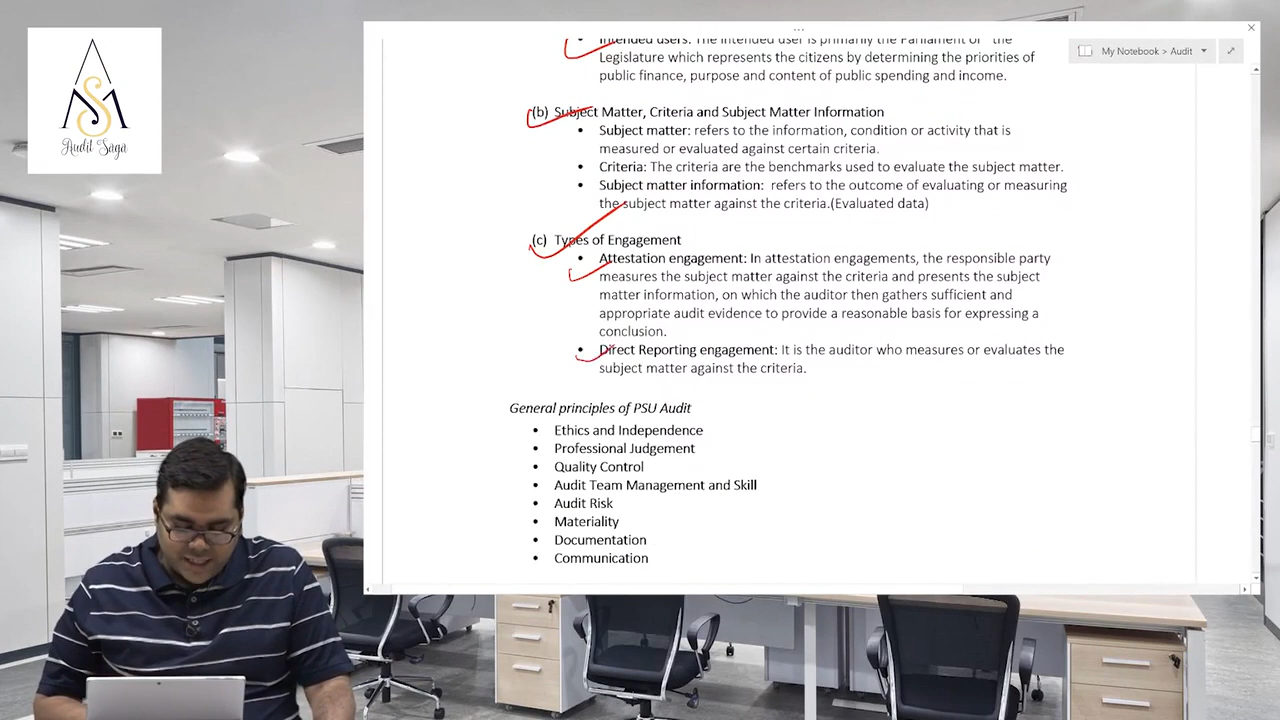 ASM
Audit Saga
My Notebook > Audit
• Intended users: The intended user is primarily the Parliament or the
Legislature which represents the citizens by determining the priorities of
public finance, purpose and content of public spending and income.
(b) Subject Matter, Criteria and Subject Matter Information
• Subject matter: refers to the information, condition or activity that is
measured or evaluated against certain criteria.
• Criteria: The criteria are the benchmarks used to evaluate the subject matter.
• Subject matter information: refers to the outcome of evaluating or measuring
the subject matter against the criteria.(Evaluated data)
(c) Types of Engagement
• Attestation engagement: In attestation engagements, the responsible party
measures the subject matter against the criteria and presents the subject
matter information, on which the auditor then gathers sufficient and
appropriate audit evidence to provide a reasonable basis for expressing a
conclusion.
• Direct Reporting engagement: It is the auditor who measures or evaluates the
subject matter against the criteria.
General principles of PSU Audit
• Ethics and Independence
• Professional Judgement
• Quality Control
• Audit Team Management and Skill
• Audit Risk
• Materiality
• Documentation
• Communication